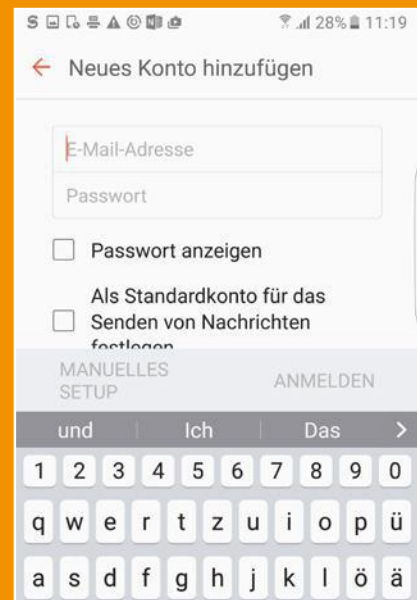 28% 11:19
Neues Konto hinzufügen
E-Mail-Adresse
Passwort
Passwort anzeigen
Als Standardkonto für das
Senden von Nachrichten
festlegen
MANUELLES
SETUP
ANMELDEN
und Ich Das
1 2 3 4 5 6 7 8 9 0
q w e r t z u i o p ü
a s d f g h j k l ö ä